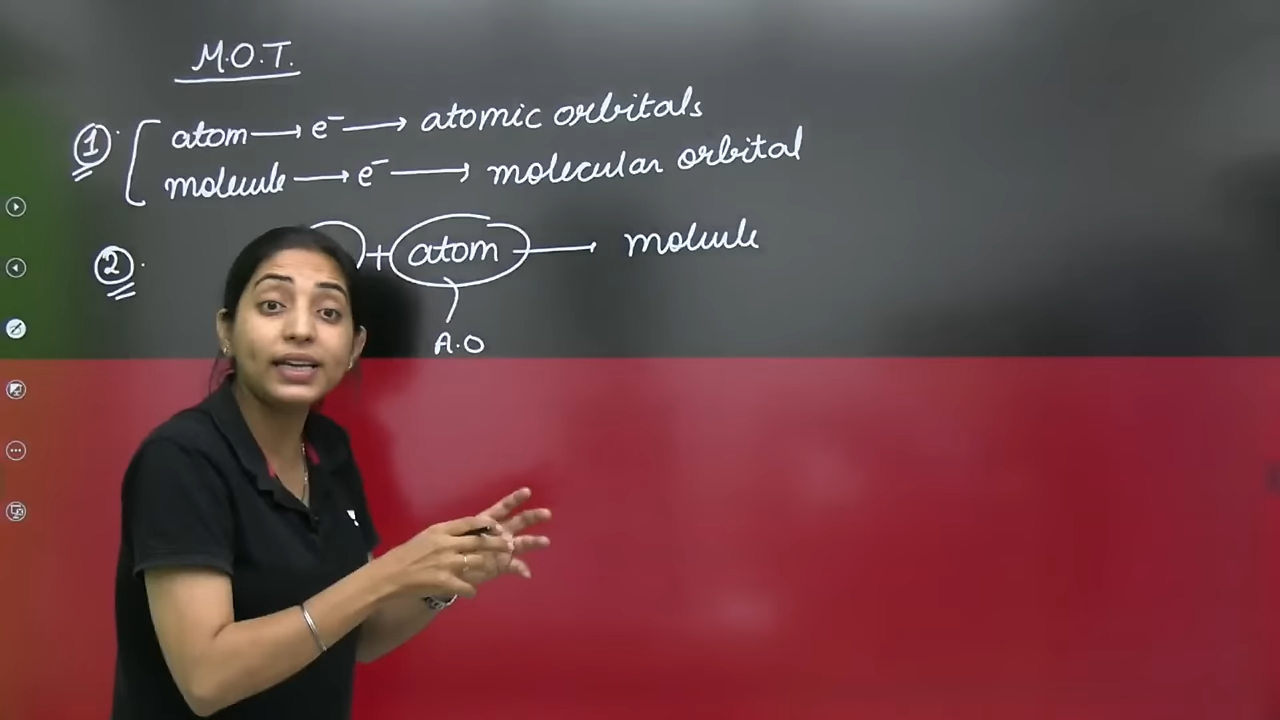 M.O.T.
① atom → e⁻ → atomic orbitals
molecule → e⁻ → molecular orbital
② + atom → molecule
A.O